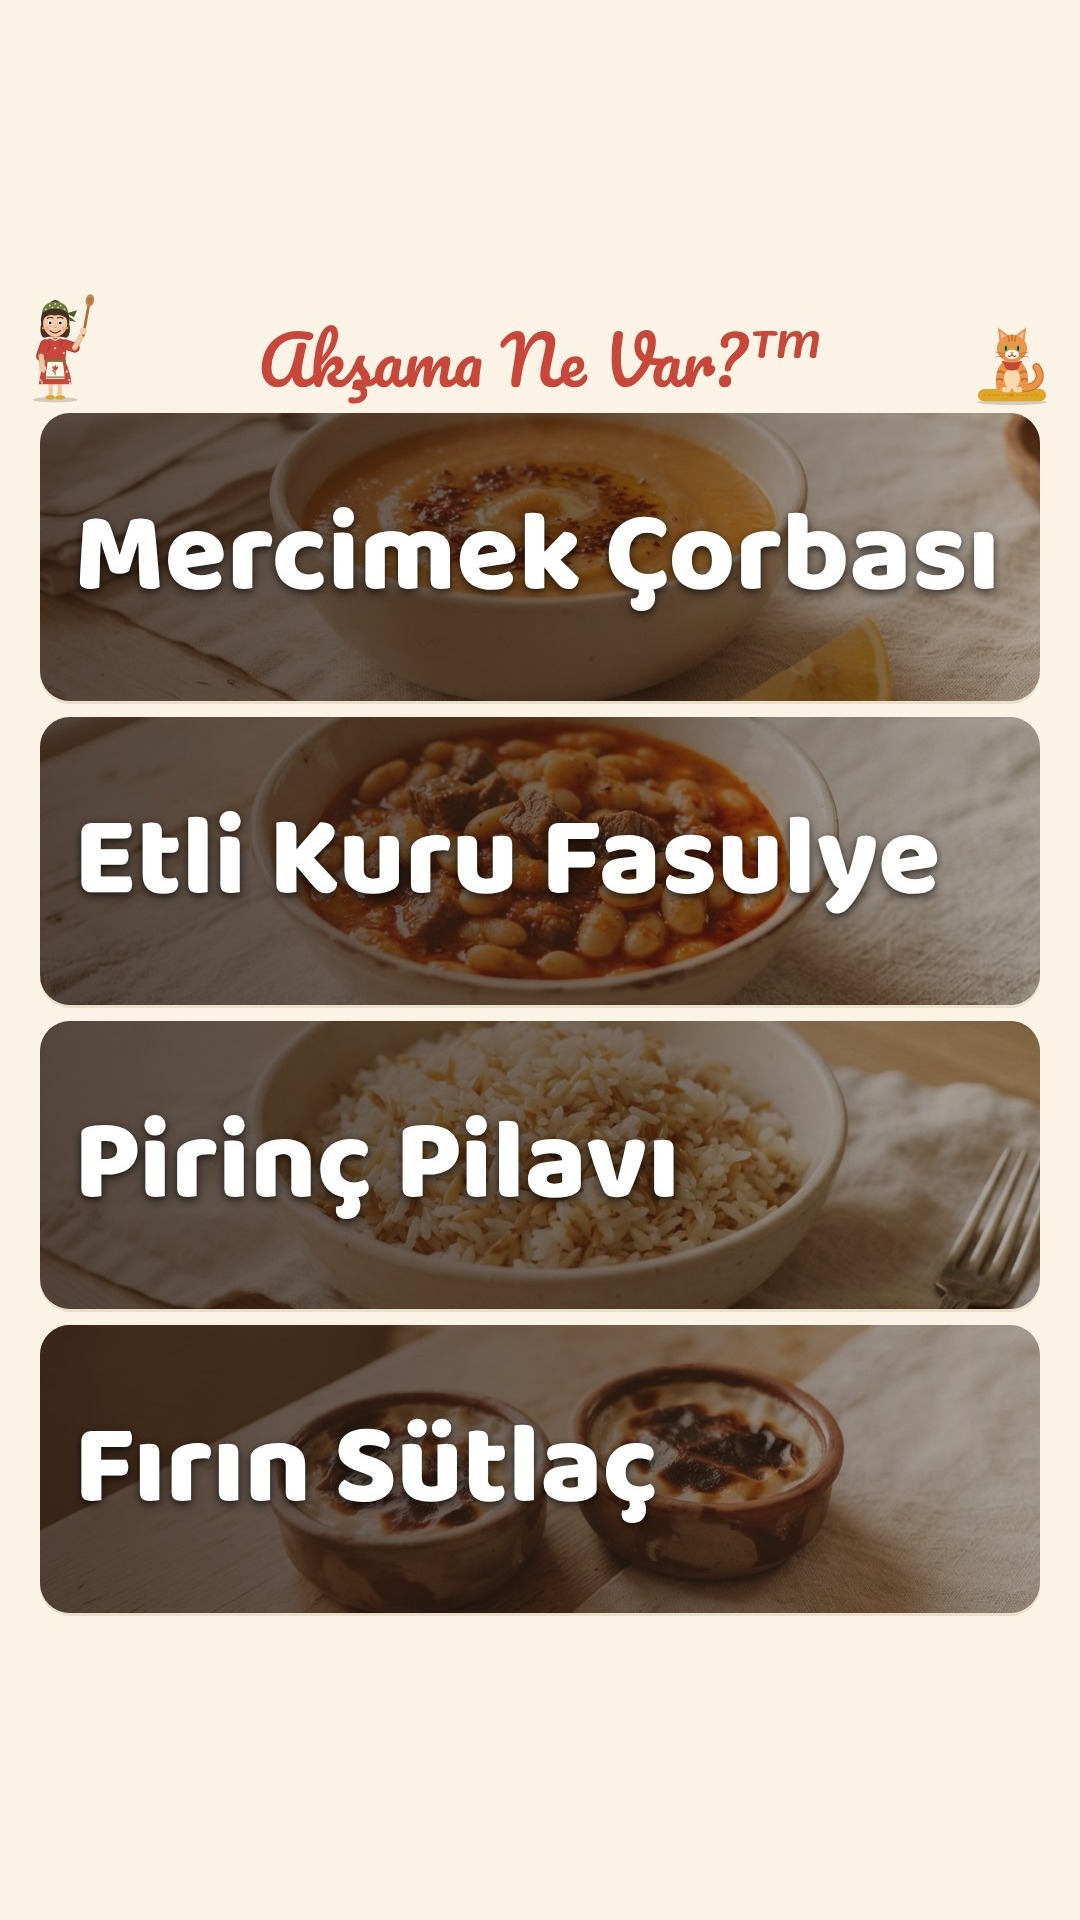 Akşama Ne Var?™
Mercimek Çorbası
Etli Kuru Fasulye
Pirinç Pilavı
Fırın Sütlaç